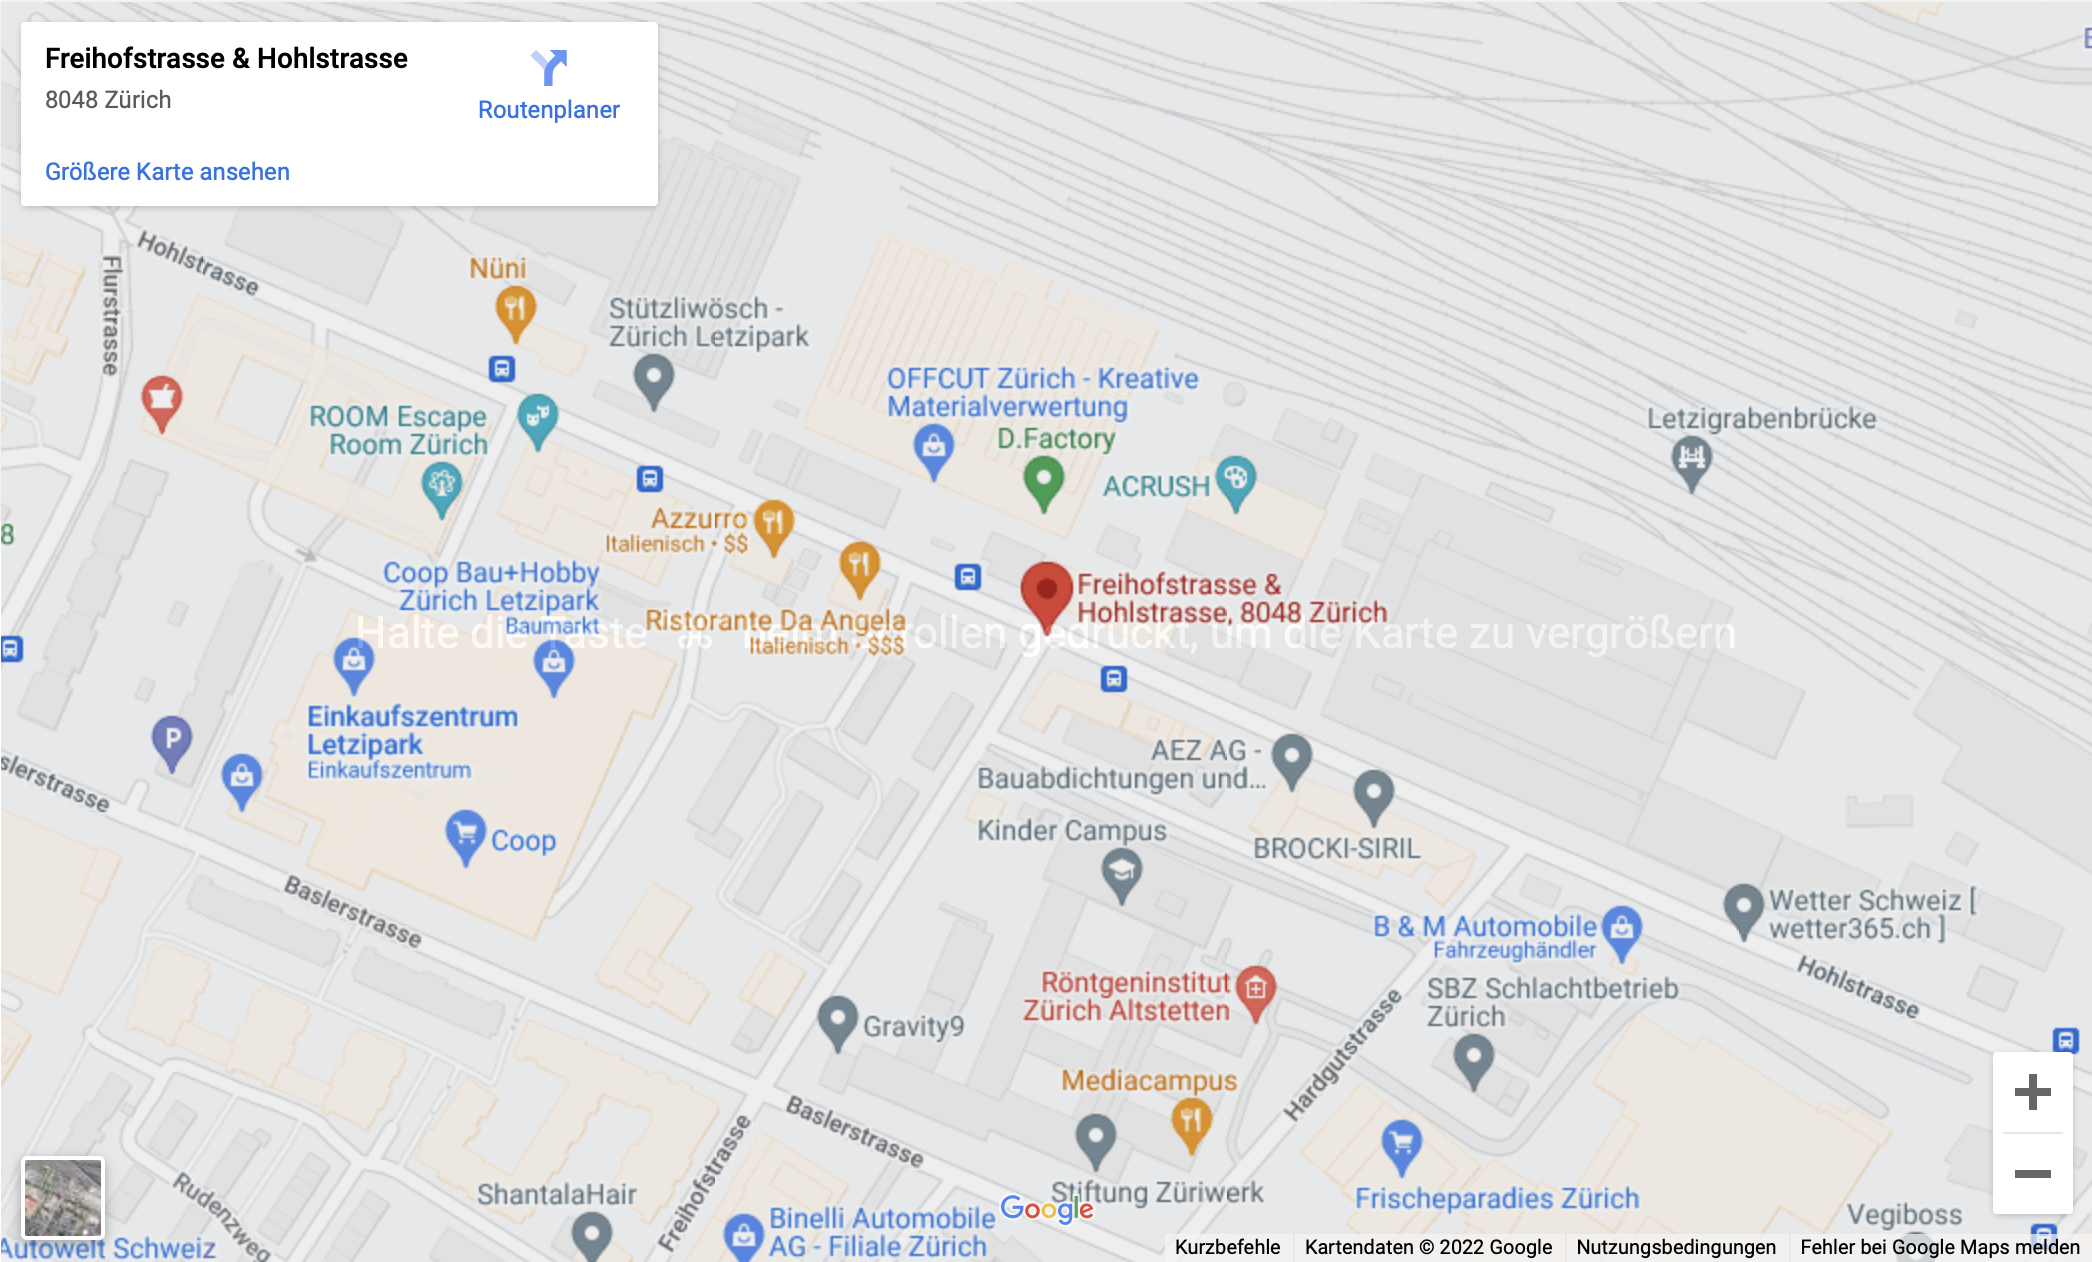 Freihofstrasse & Hohlstrasse
8048 Zürich
Routenplaner
Größere Karte ansehen
Hohlstrasse
Flurstrasse
Nüni
Stützliwösch -
Zürich Letzipark
OFFCUT Zürich - Kreative
Materialverwertung
D.Factory
ROOM Escape
Room Zürich
ACRUSH
Letzigrabenbrücke
8
Azzurro
Italienisch • $$
Coop Bau+Hobby
Zürich Letzipark
Baumarkt
Freihofstrasse &
Hohlstrasse, 8048 Zürich
Ristorante Da Angela
Italienisch • $$$
Halte die Taste ⌘ beim Scrollen gedrückt, um die Karte zu vergrößern
Einkaufszentrum
Letzipark
Einkaufszentrum
P
slerstrasse
AEZ AG -
Bauabdichtungen und...
Kinder Campus
BROCKI-SIRIL
Coop
Baslerstrasse
Wetter Schweiz [
wetter365.ch ]
B & M Automobile
Fahrzeughändler
Hohlstrasse
Röntgeninstitut
Zürich Altstetten
SBZ Schlachtbetrieb
Zürich
Gravity9
Hardgutstrasse
Mediacampus
Baslerstrasse
Freihofstrasse
Rudenzweg
ShantalaHair
Stiftung Züriwerk
Frischeparadies Zürich
Vegiboss
Binelli Automobile
AG - Filiale Zürich
Autowelt Schweiz
Google
Kurzbefehle
Kartendaten © 2022 Google
Nutzungsbedingungen
Fehler bei Google Maps melden